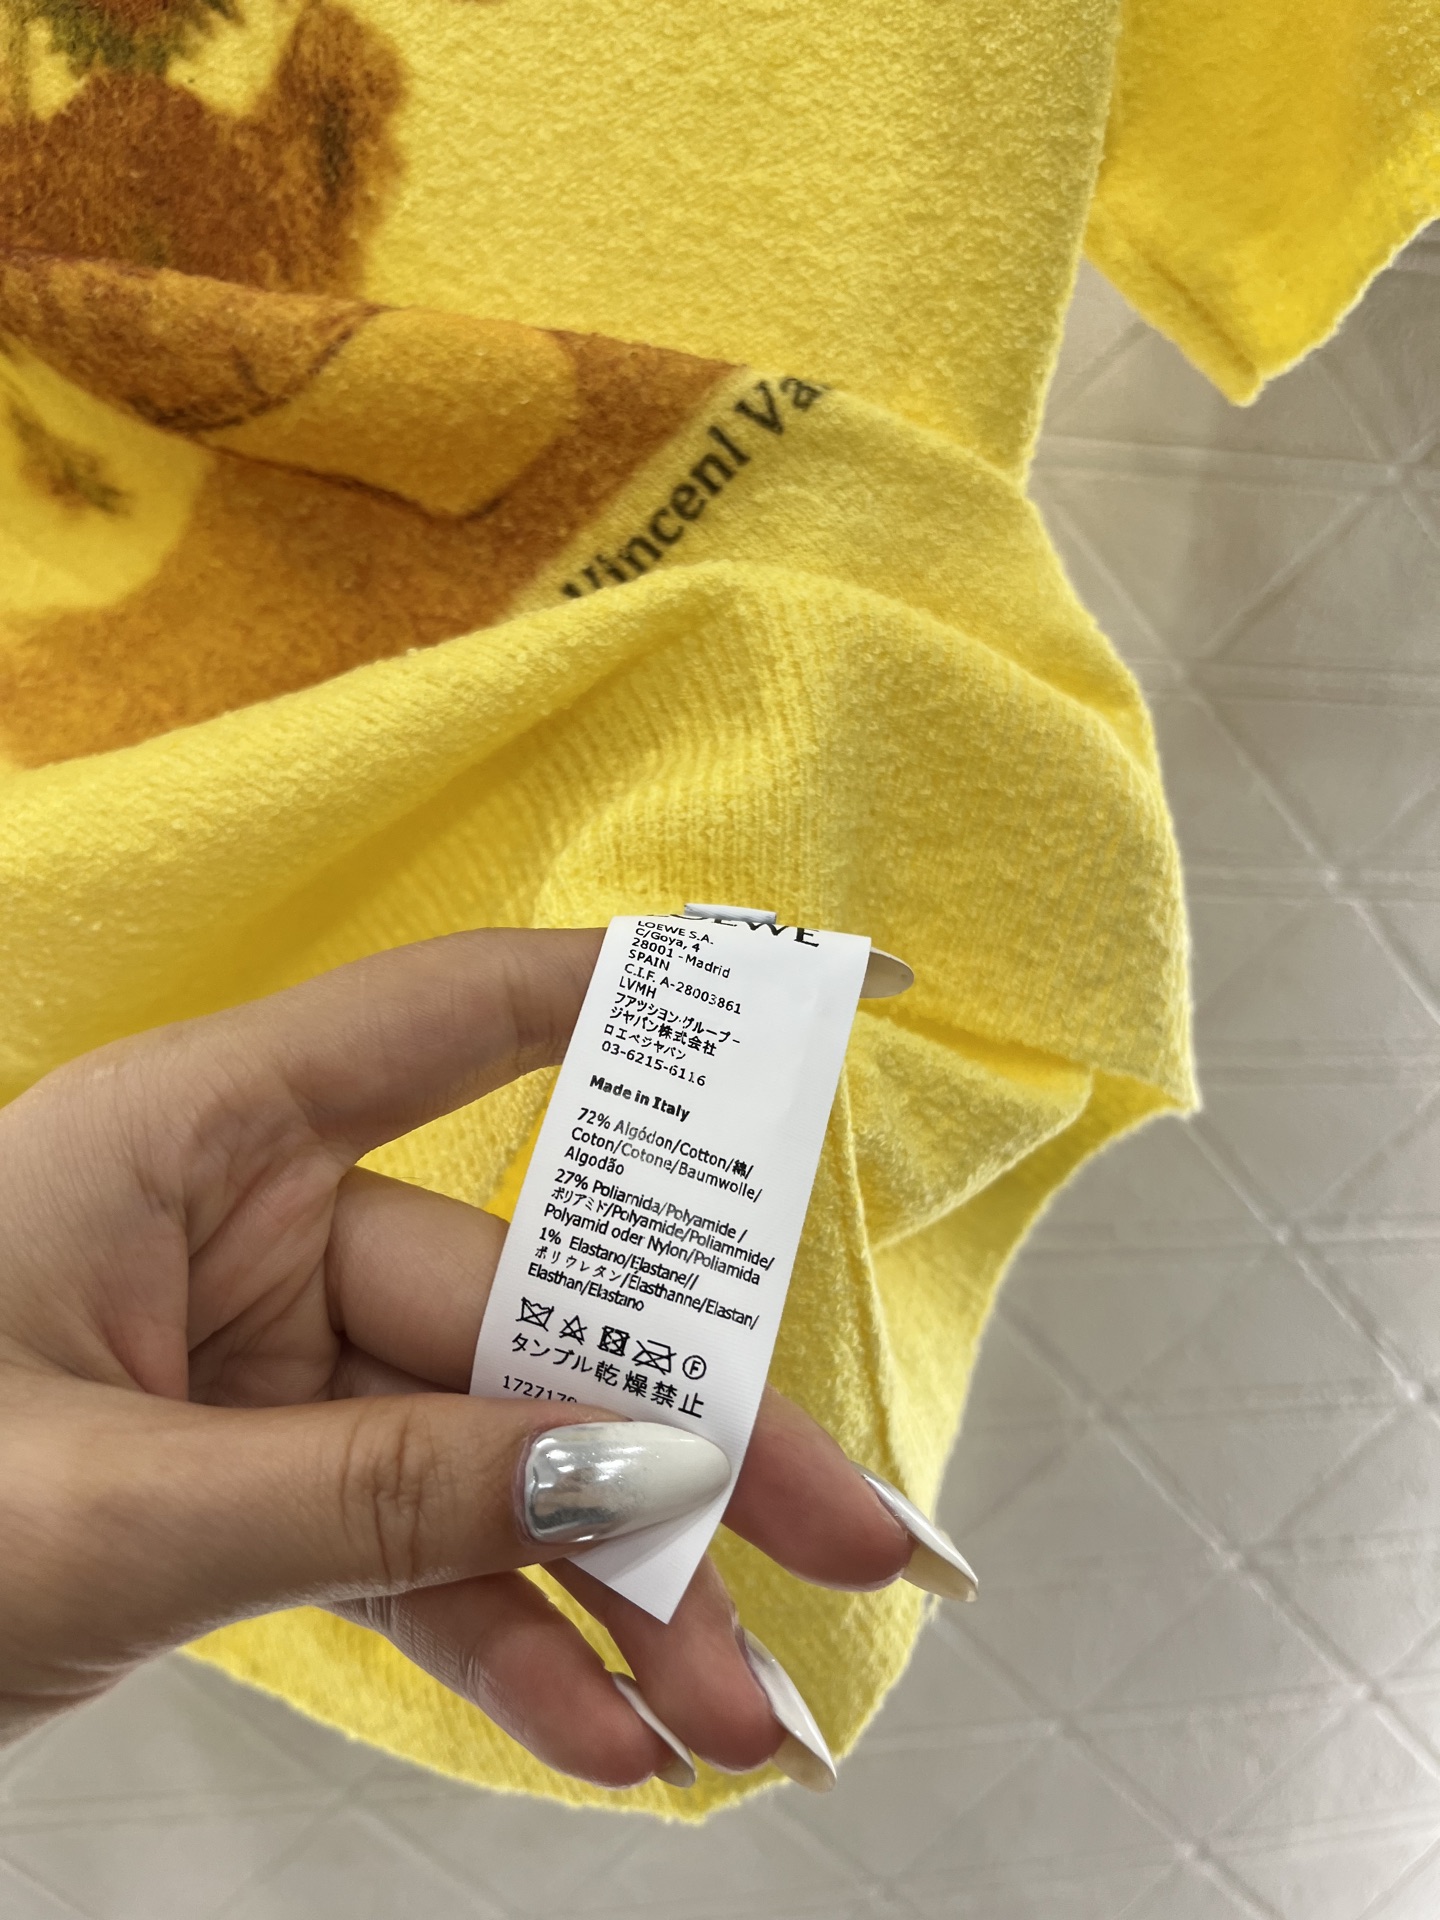 Vincenl Va
LOEWE
LOEWE S.A.
C/Goya, 4
28001 - Madrid
SPAIN
C.I.F. A-28003861
LVMH
ファッション・グループ-
ジャパン株式会社
ロエベジャパン
03-6215-6116
Made in Italy
72% Algódon/Cotton/綿/
Coton/Cotone/Baumwolle/
Algodão
27% Poliamida/Polyamide /
ポリアミド/Polyamide/Poliammide/
Polyamid oder Nylon/Poliamida
1% Elastano/Elastane//
ポリウレタン/Élasthanne/Elastan/
Elasthan/Elastano
F
タンブル乾燥禁止